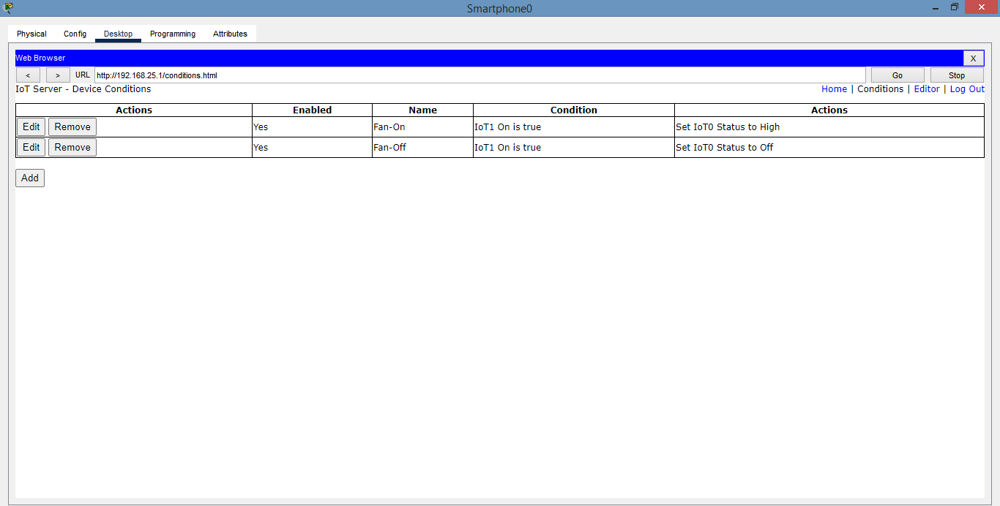 Smartphone0
Physical Config Desktop Programming Attributes
Web Browser X
< > URL http://192.168.25.1/conditions.html Go Stop
IoT Server - Device Conditions Home | Conditions | Editor | Log Out
Actions Enabled Name Condition Actions
Edit Remove Yes Fan-On IoT1 On is true Set IoT0 Status to High
Edit Remove Yes Fan-Off IoT1 On is true Set IoT0 Status to Off
Add